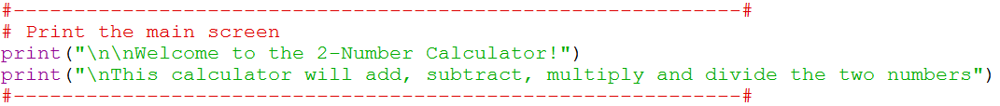 #------------------------------------------------------------#
# Print the main screen
print("\n\nWelcome to the 2-Number Calculator!")
print("\nThis calculator will add, subtract, multiply and divide the two numbers")
#------------------------------------------------------------#